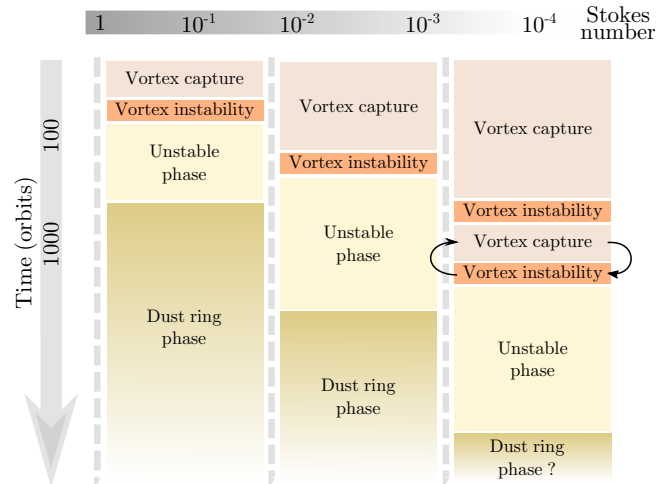 1 10⁻¹ 10⁻² 10⁻³ 10⁻⁴ Stokes
number
Time (orbits)
100
1000
Vortex capture
Vortex instability
Unstable
phase
Dust ring
phase
Vortex capture
Vortex instability
Unstable
phase
Dust ring
phase
Vortex capture
Vortex instability
Vortex capture
Vortex instability
Unstable
phase
Dust ring
phase ?